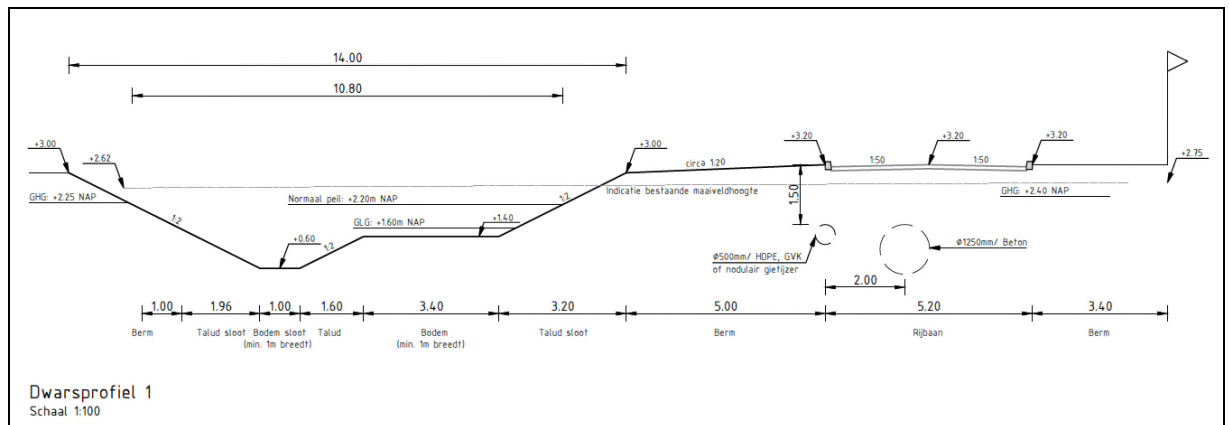 14.00
10.80
+3.00
+2.62
+3.00
circa 1:20
+3.20
1:50
+3.20
1:50
+3.20
+2.75
GHG: +2.25 NAP
1:2
Normaal peil: +2.20m NAP
1:2
Indicatie bestaande maaiveldhoogte
1.50
GHG: +2.40 NAP
GLG: +1.60m NAP
+1.40
+0.60
1:2
Ø500mm/ HDPE, GVK
of nodulair gietijzer
Ø1250mm/ Beton
2.00
1.00 1.96 1.00 1.60 3.40 3.20 5.00 5.20 3.40
Berm Talud sloot Bodem sloot Talud Bodem Talud sloot Berm Rijbaan Berm
(min. 1m breedt) (min. 1m breedt)
Dwarsprofiel 1
Schaal 1:100